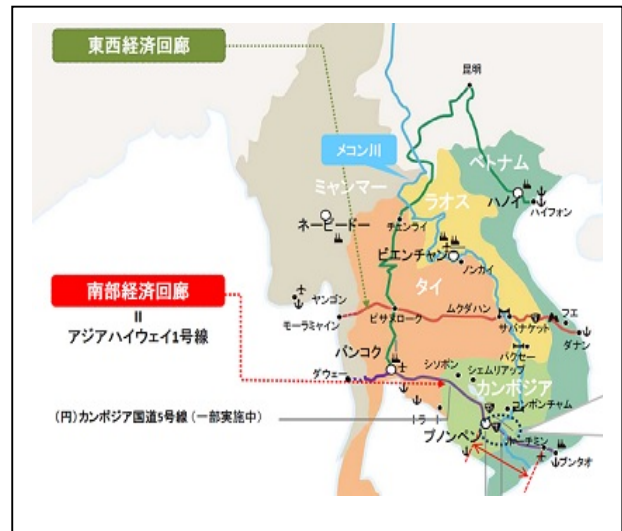 東西経済回廊
昆明
メコン川
ベトナム
ミャンマー
ラオス
ハノイ
ハイフォン
ネーピードー
チェンライ
ビエンチャン
ノンカイ
南部経済回廊
タイ
ヤンゴン
ムクダハン
フエ
=
モーラミャイン
ピサヌローク
サバナケット
アジアハイウェイ1号線
ダナン
バンコク
パクセー
シソポン
シェムリアップ
ダウェー
カンボジア
(円)カンボジア国道5号線(一部実施中)
コンポンチャム
トラート
プノンペン
ホーチミン
ブンタオ